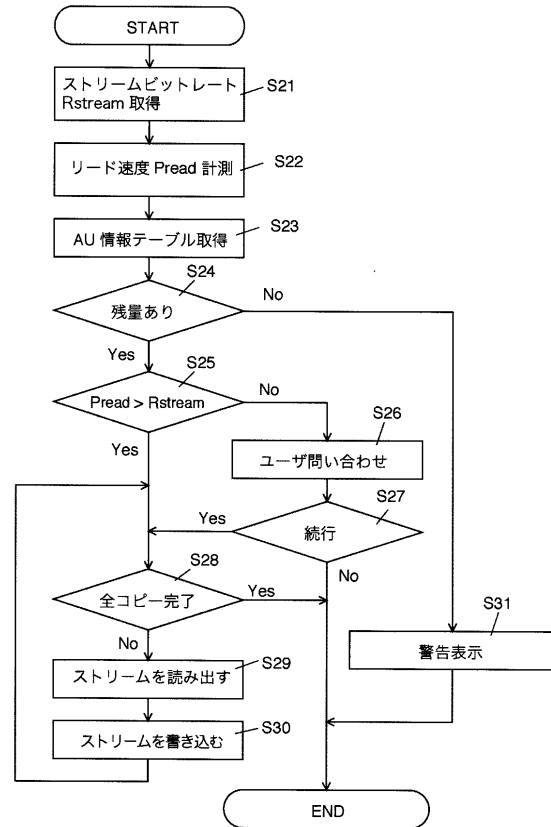 START
ストリームビットレート
Rstream 取得
S21
リード速度 Pread 計測
S22
AU 情報テーブル取得
S23
残量あり
S24
No
Yes
Pread > Rstream
S25
No
Yes
ユーザ問い合わせ
S26
続行
S27
Yes
No
全コピー完了
S28
Yes
No
ストリームを読み出す
S29
ストリームを書き込む
S30
警告表示
S31
END